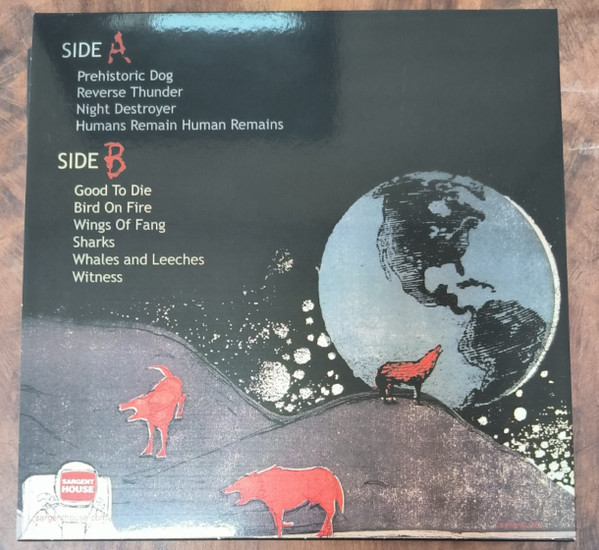 SIDE A
Prehistoric Dog
Reverse Thunder
Night Destroyer
Humans Remain Human Remains
SIDE B
Good To Die
Bird On Fire
Wings Of Fang
Sharks
Whales and Leeches
Witness
SARGENT
HOUSE